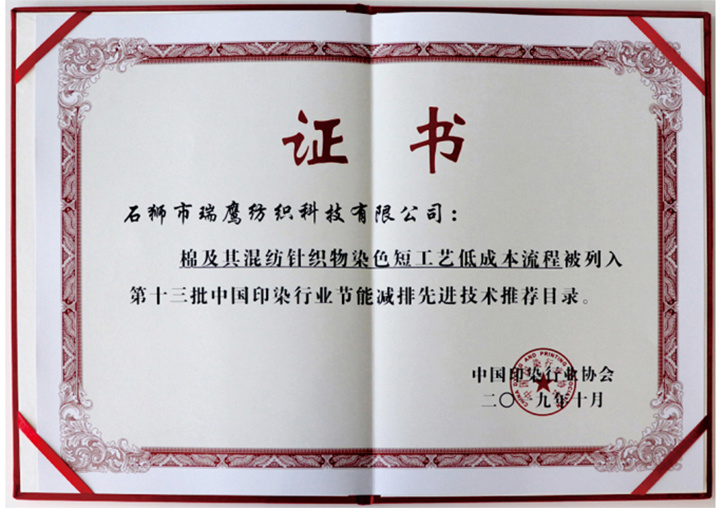 证书
石狮市瑞鹰纺织科技有限公司：
棉及其混纺针织物染色短工艺低成本流程被列入
第十三批中国印染行业节能减排先进技术推荐目录。
中国印染行业协会
二〇一九年十月